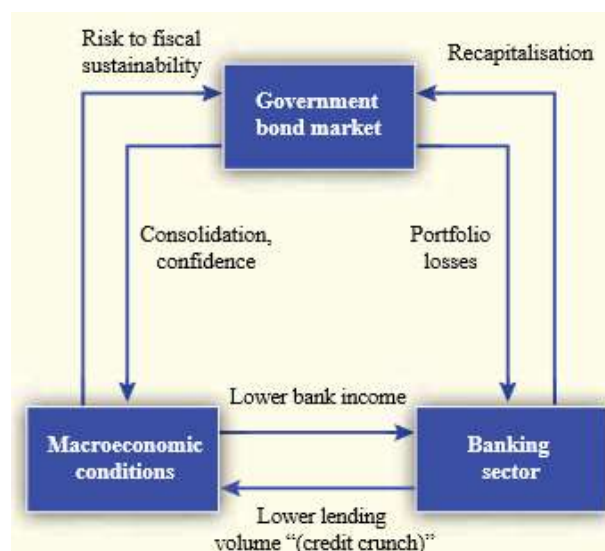 Risk to fiscal
sustainability
Recapitalisation
Government
bond market
Consolidation,
confidence
Portfolio
losses
Lower bank income
Macroeconomic
conditions
Banking
sector
Lower lending
volume “(credit crunch)”